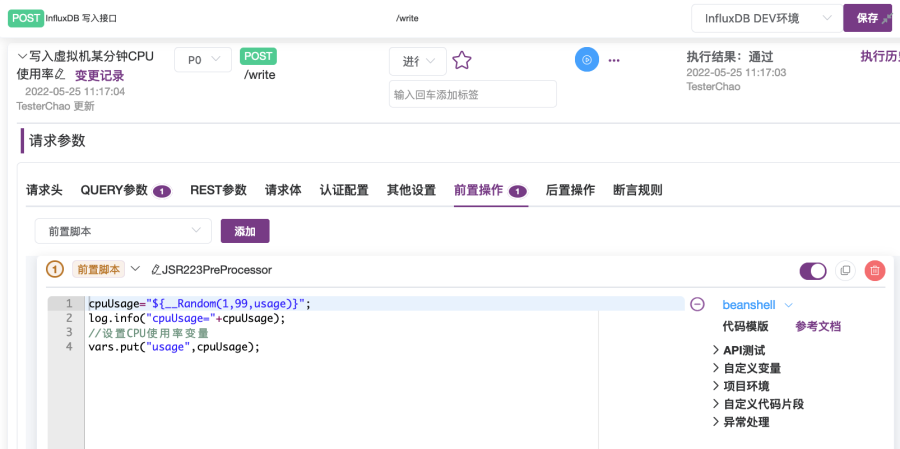 POST InfluxDB 写入接口 /write InfluxDB DEV环境 保存
写入虚拟机某分钟CPU使用率 变更记录
2022-05-25 11:17:04
TesterChao 更新
P0
POST
/write
进行
输入回车添加标签
执行结果：通过
2022-05-25 11:17:03
TesterChao
执行历
请求参数
请求头 QUERY参数 1 REST参数 请求体 认证配置 其他设置 前置操作 1 后置操作 断言规则
前置脚本 添加
1 前置脚本 JSR223PreProcessor
1 cpuUsage="${__Random(1,99,usage)}";
2 log.info("cpuUsage="+cpuUsage);
3 //设置CPU使用率变量
4 vars.put("usage",cpuUsage);
beanshell
代码模版 参考文档
API测试
自定义变量
项目环境
自定义代码片段
异常处理